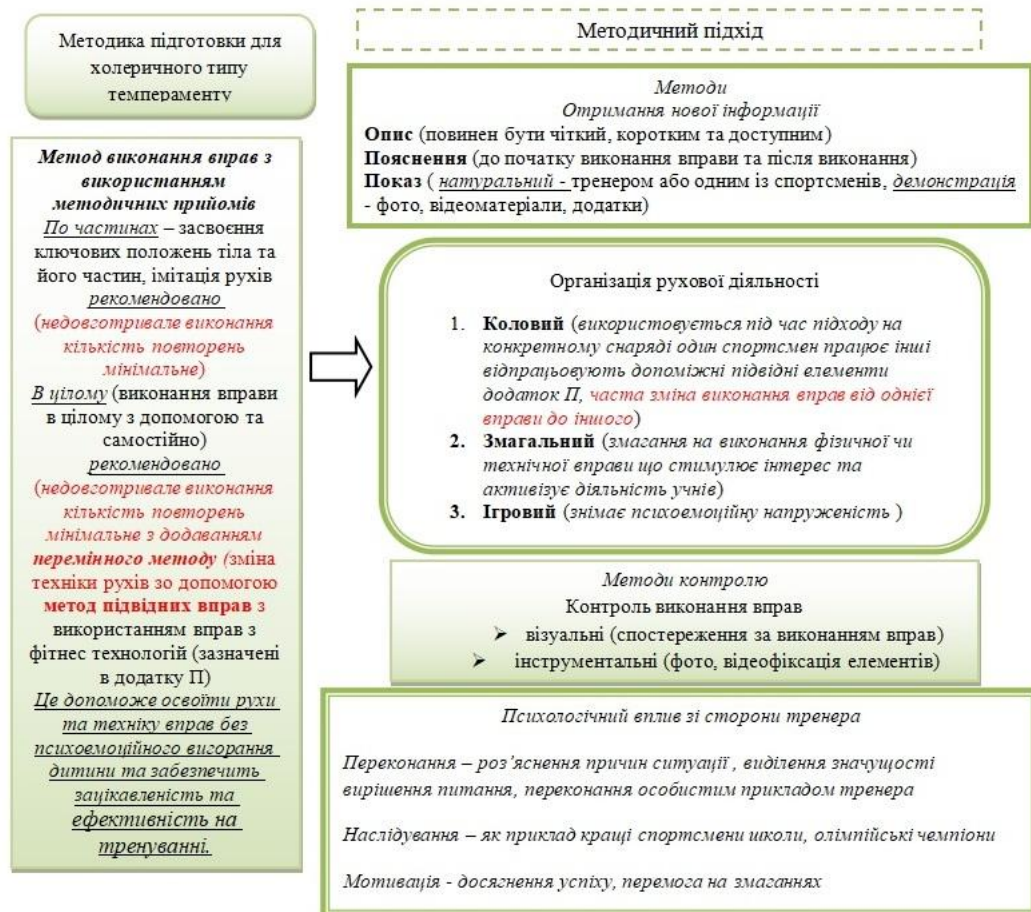 Методика підготовки для
холеричного типу
темпераменту
Метод виконання вправ з
використанням
методичних прийомів
По частинах – засвоєння
ключових положень тіла та
його частин, імітація рухів
рекомендовано
(недовготривале виконання
кількість повторень
мінімальне)
В цілому (виконання вправи
в цілому з допомогою та
самостійно)
рекомендовано
(недовготривале виконання
кількість повторень
мінімальне з додаванням
перемінного методу (зміна
техніки рухів зо допомогою
метод підвідних вправ з
використанням вправ з
фітнес технологій (зазначені
в додатку П)
Це допоможе освоїти рухи
та техніку вправ без
психоемоційного вигорання
дитини та забезпечить
зацікавленість та
ефективність на
тренуванні.
Методичний підхід
Методи
Отримання нової інформації
Опис (повинен бути чіткий, коротким та доступним)
Пояснення (до початку виконання вправи та після виконання)
Показ ( натуральний - тренером або одним із спортсменів, демонстрація
- фото, відеоматеріали, додатки)
Організація рухової діяльності
1. Коловий (використовується під час підходу на
конкретному снаряді один спортсмен працює інші
відпрацьовують допоміжні підвідні елементи
додаток П, часта зміна виконання вправ від однієї
вправи до іншого)
2. Змагальний (змагання на виконання фізичної чи
технічної вправи що стимулює інтерес та
активізує діяльність учнів)
3. Ігровий (знімає психоемоційну напруженість )
Методи контролю
Контроль виконання вправ
➢ візуальні (спостереження за виконанням вправ)
➢ інструментальні (фото, відеофіксація елементів)
Психологічний вплив зі сторони тренера
Переконання – роз’яснення причин ситуації , виділення значущості
вирішення питання, переконання особистим прикладом тренера
Наслідування – як приклад кращі спортсмени школи, олімпійські чемпіони
Мотивація - досягнення успіху, перемога на змаганнях